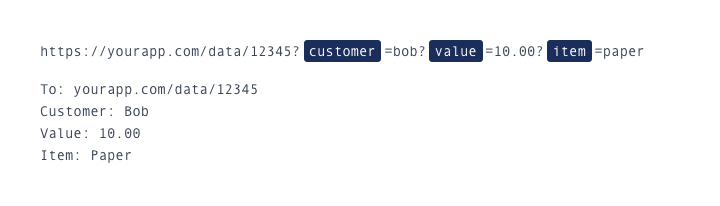 https://yourapp.com/data/12345?customer=bob?value=10.00?item=paper
To: yourapp.com/data/12345
Customer: Bob
Value: 10.00
Item: Paper